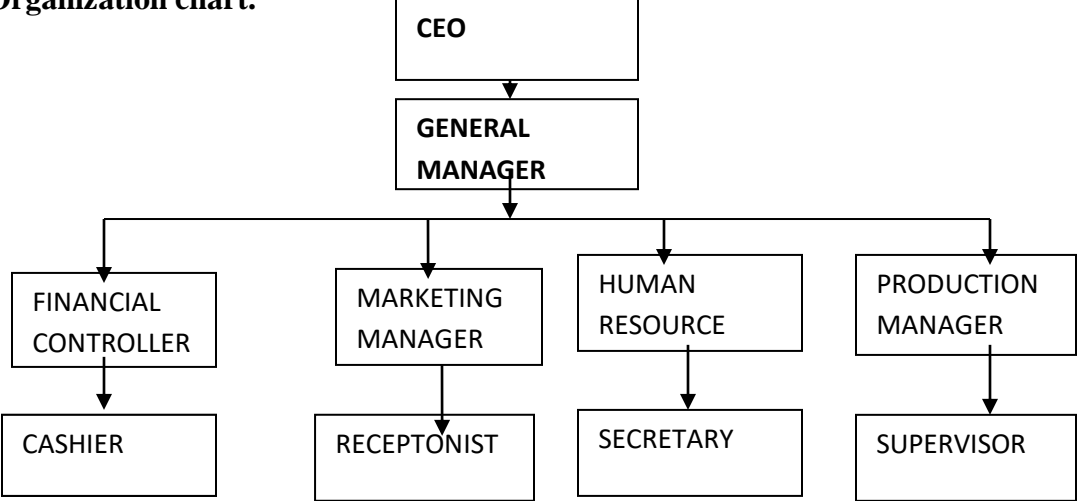 Organization chart.
CEO
GENERAL
MANAGER
FINANCIAL
CONTROLLER
MARKETING
MANAGER
HUMAN
RESOURCE
PRODUCTION
MANAGER
CASHIER
RECEPTONIST
SECRETARY
SUPERVISOR